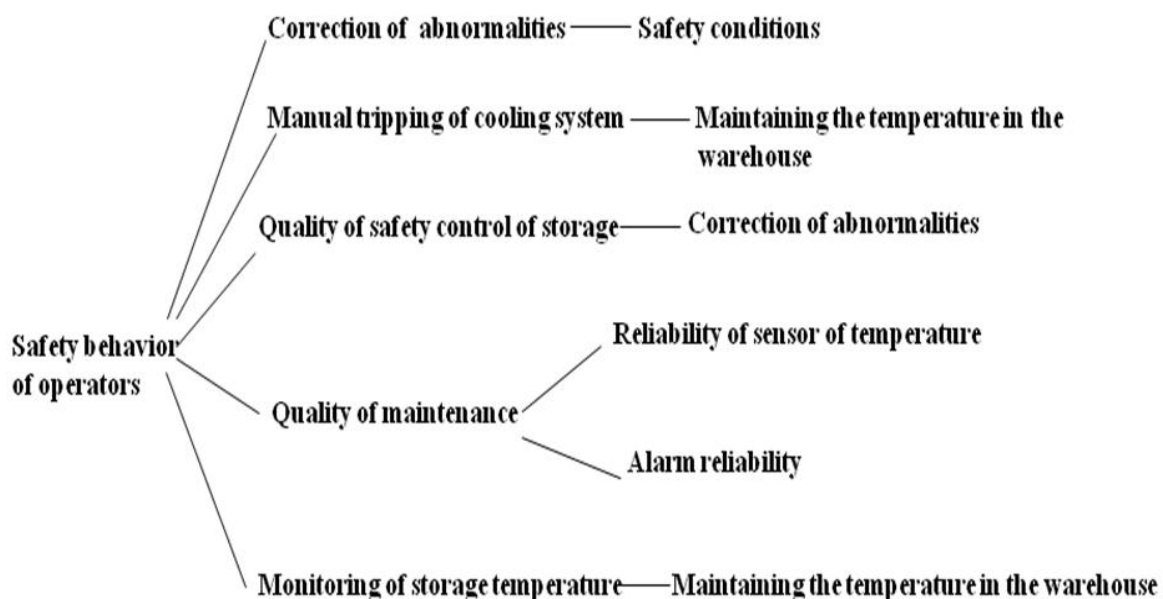 Correction of abnormalities
Safety conditions
Manual tripping of cooling system
Maintaining the temperature in the
warehouse
Quality of safety control of storage
Correction of abnormalities
Safety behavior
of operators
Reliability of sensor of temperature
Quality of maintenance
Alarm reliability
Monitoring of storage temperature
Maintaining the temperature in the warehouse